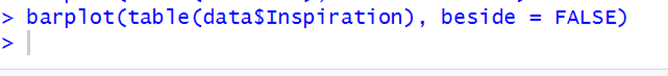 > barplot(table(data$Inspiration), beside = FALSE)
>